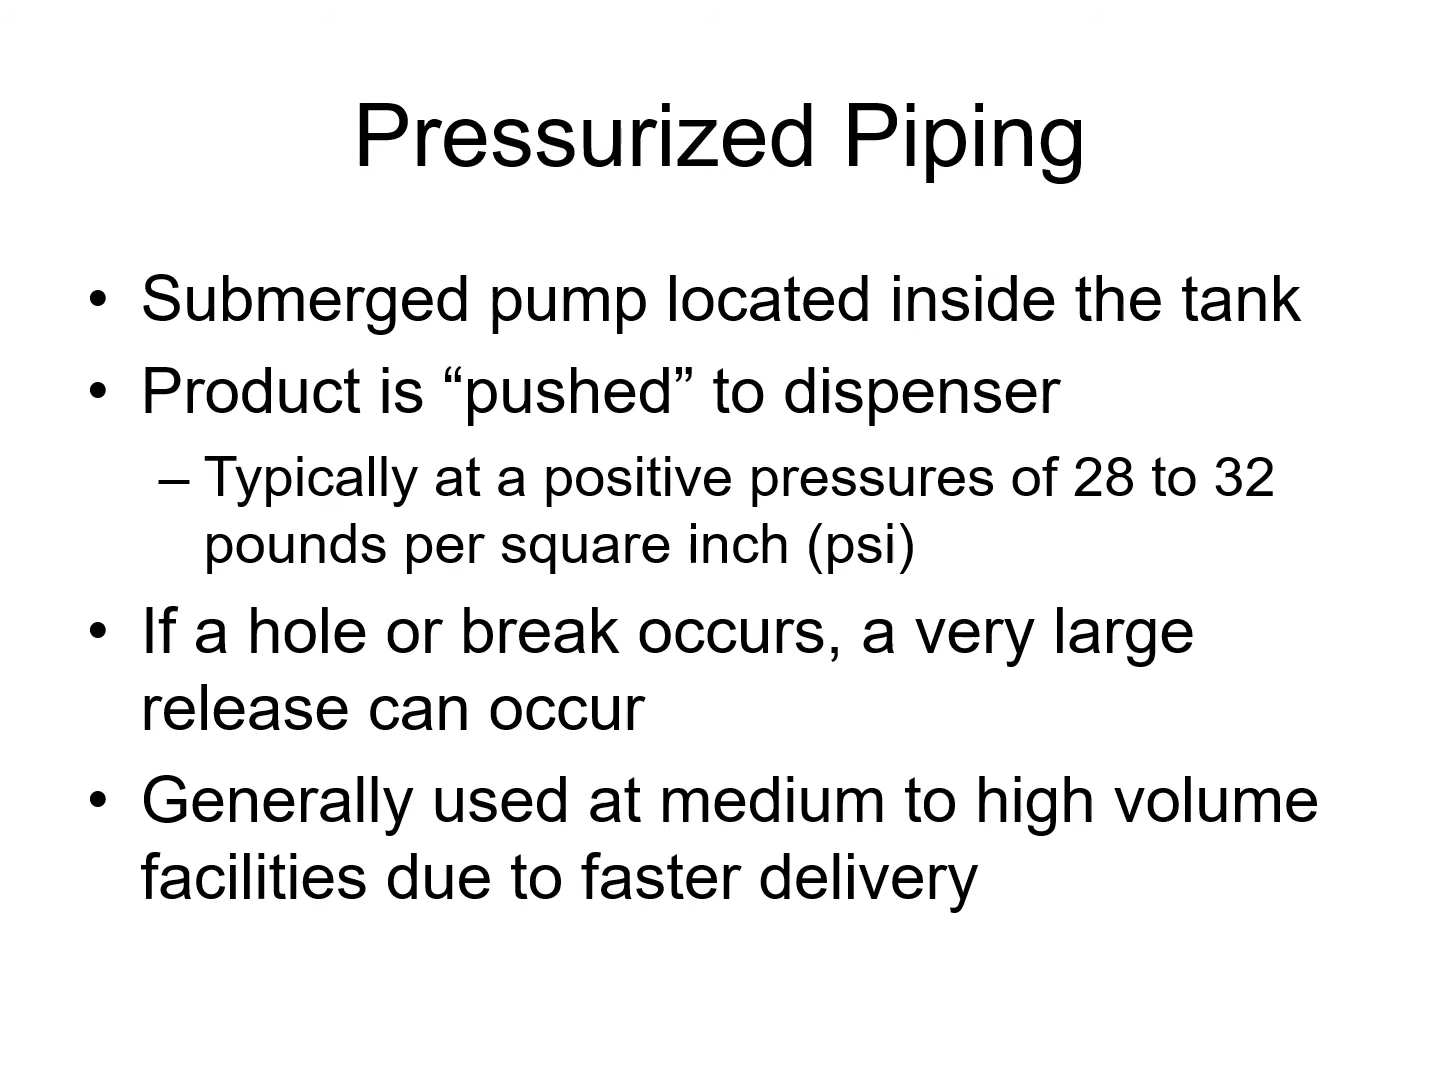 Pressurized Piping
• Submerged pump located inside the tank
• Product is “pushed” to dispenser
– Typically at a positive pressures of 28 to 32
pounds per square inch (psi)
• If a hole or break occurs, a very large
release can occur
• Generally used at medium to high volume
facilities due to faster delivery